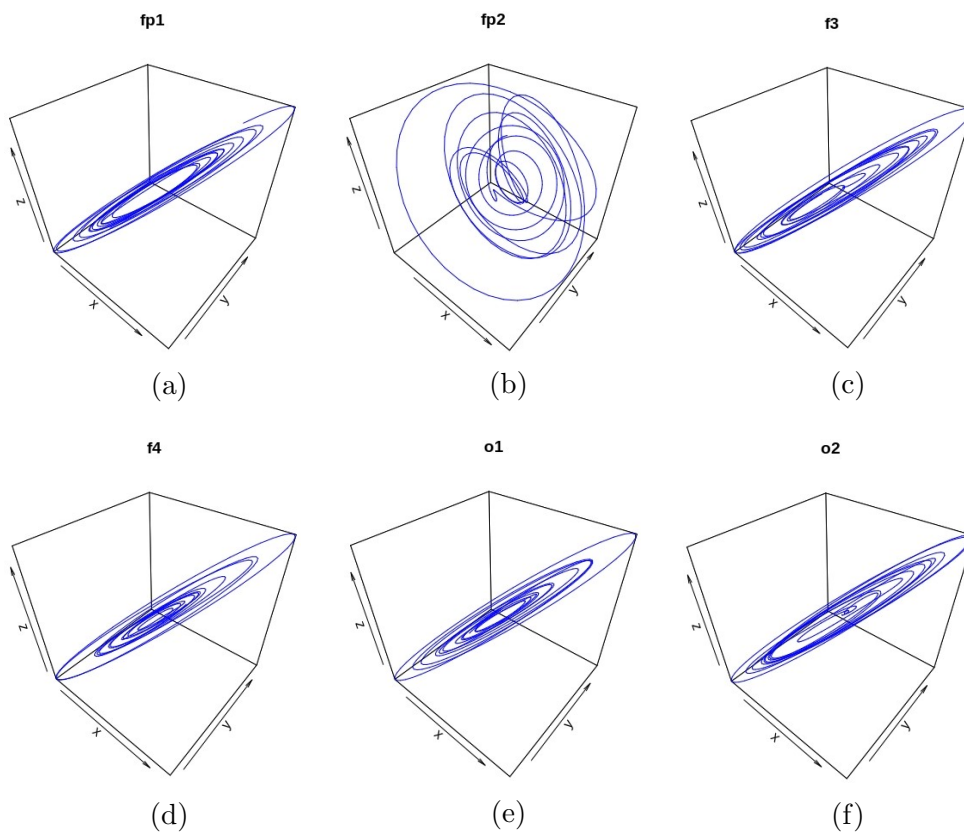 fp1 fp2 f3
z x y z x y z x y
(a) (b) (c)
f4 o1 o2
z x y z x y z x y
(d) (e) (f)